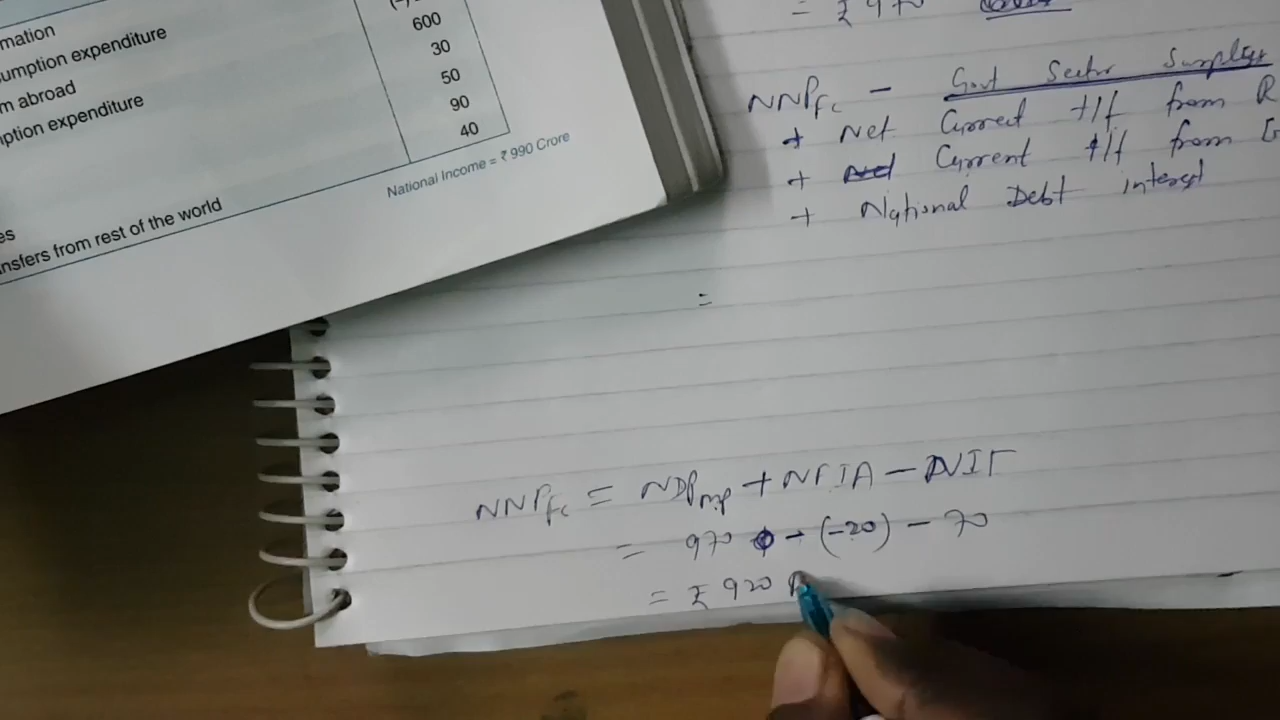 mation
umption expenditure
m abroad
ption expenditure
es
nsfers from rest of the world
600
30
50
90
40
National Income = ₹ 990 Crore
= ₹ 970
NNPfc - Govt Sector Surplus
+ Net Current t/f from R
+ Current t/f from G
+ National Debt interest
=
NNPfc = NDPmp + NFIA - NIT
= 970 - (-20) - 70
= ₹ 920